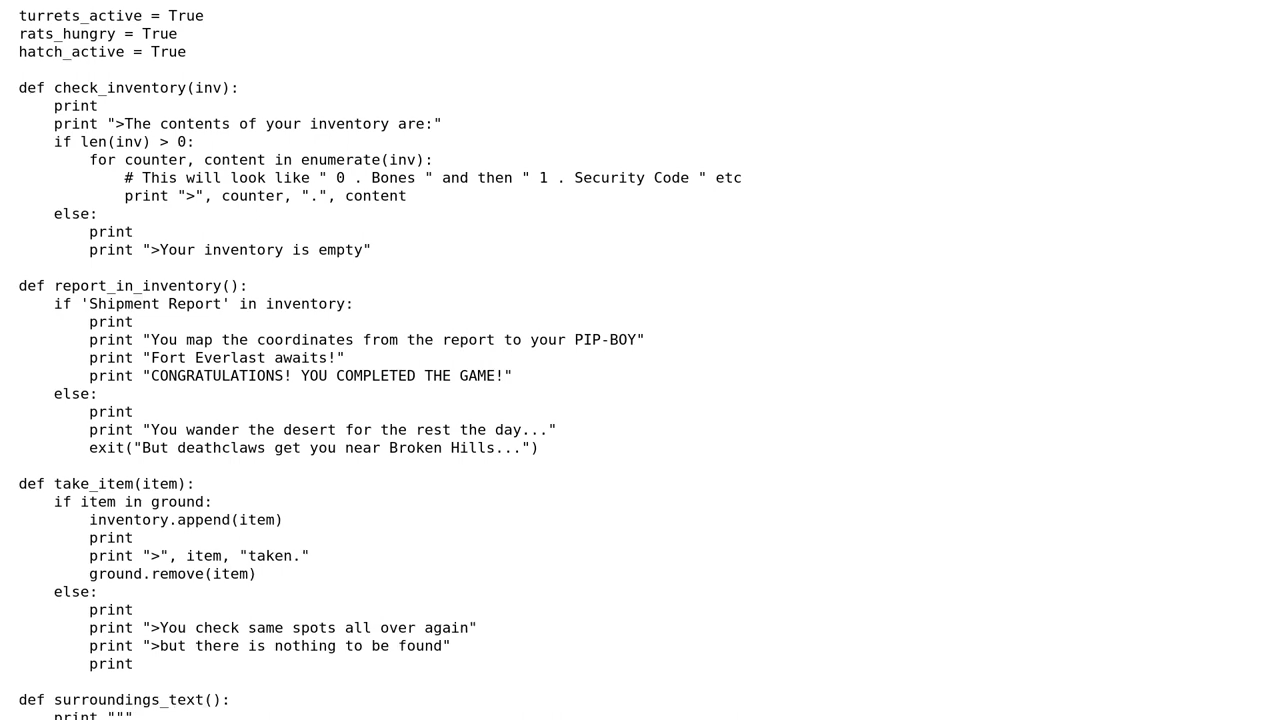 turrets_active = True
rats_hungry = True
hatch_active = True

def check_inventory(inv):
    print
    print ">The contents of your inventory are:"
    if len(inv) > 0:
        for counter, content in enumerate(inv):
            # This will look like " 0 . Bones " and then " 1 . Security Code " etc
            print ">", counter, ".", content
    else:
        print
        print ">Your inventory is empty"

def report_in_inventory():
    if 'Shipment Report' in inventory:
        print
        print "You map the coordinates from the report to your PIP-BOY"
        print "Fort Everlast awaits!"
        print "CONGRATULATIONS! YOU COMPLETED THE GAME!"
    else:
        print
        print "You wander the desert for the rest the day..."
        exit("But deathclaws get you near Broken Hills...")

def take_item(item):
    if item in ground:
        inventory.append(item)
        print
        print ">", item, "taken."
        ground.remove(item)
    else:
        print
        print ">You check same spots all over again"
        print ">but there is nothing to be found"
        print

def surroundings_text():
    print """